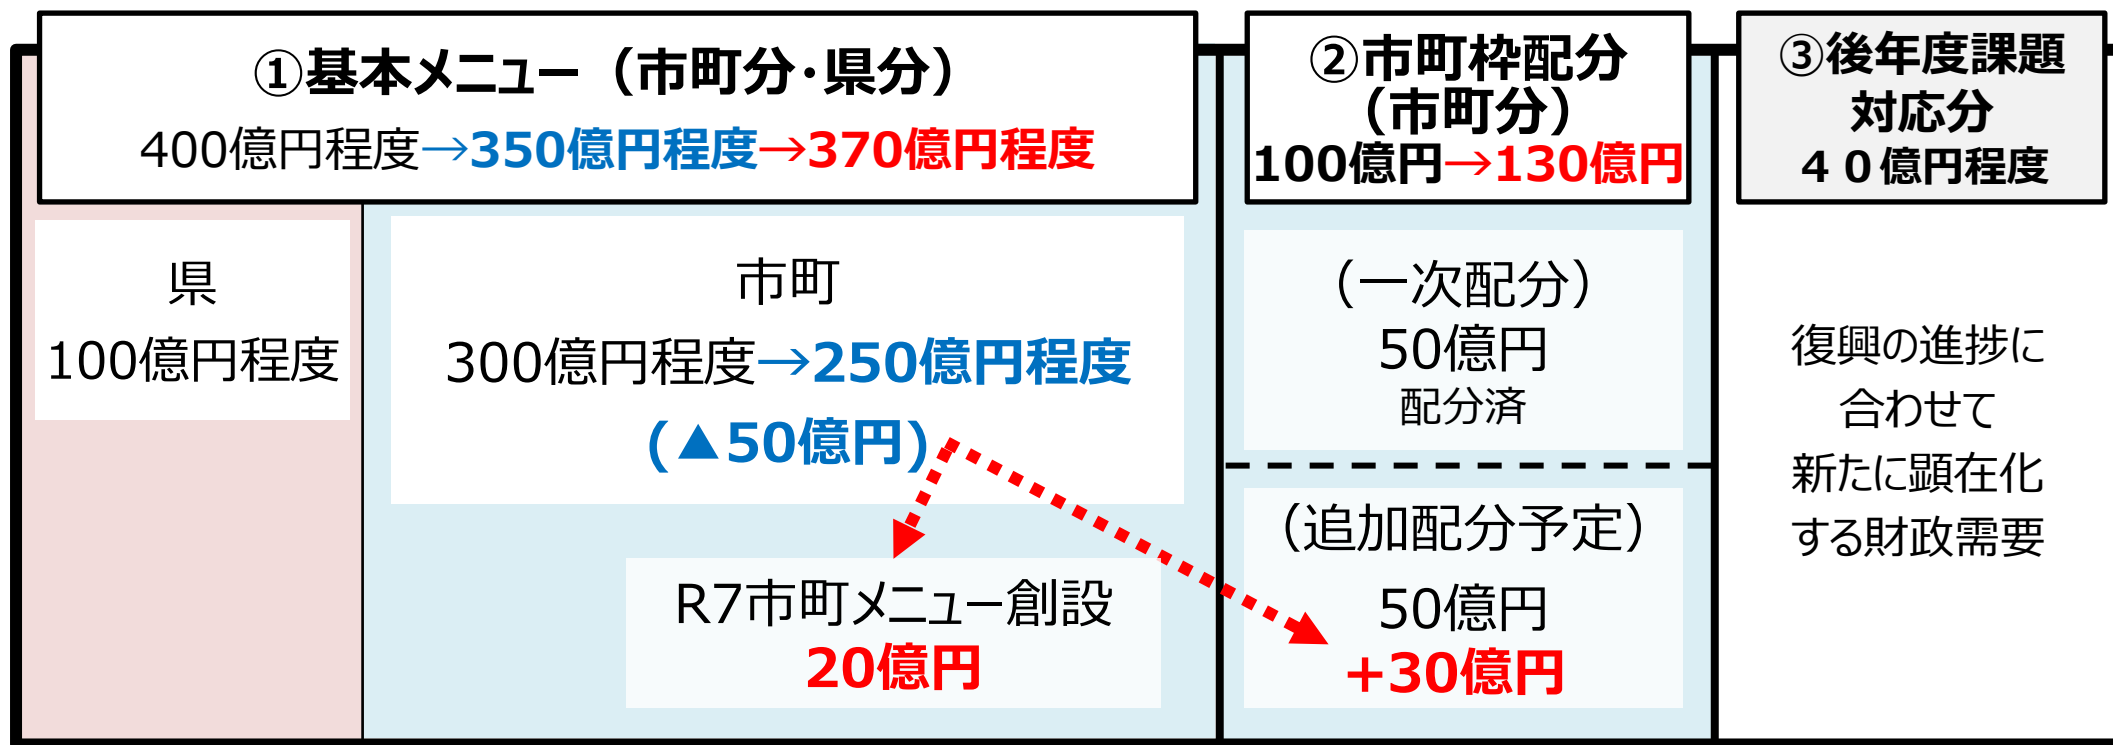 ①基本メニュー（市町分・県分）
400億円程度→350億円程度→370億円程度
②市町枠配分
（市町分）
100億円→130億円
③後年度課題
対応分
４０億円程度
県
100億円程度
市町
300億円程度→250億円程度
(▲50億円)
R7市町メニュー創設
20億円
（一次配分）
50億円
配分済
（追加配分予定）
50億円
+30億円
復興の進捗に
合わせて
新たに顕在化
する財政需要